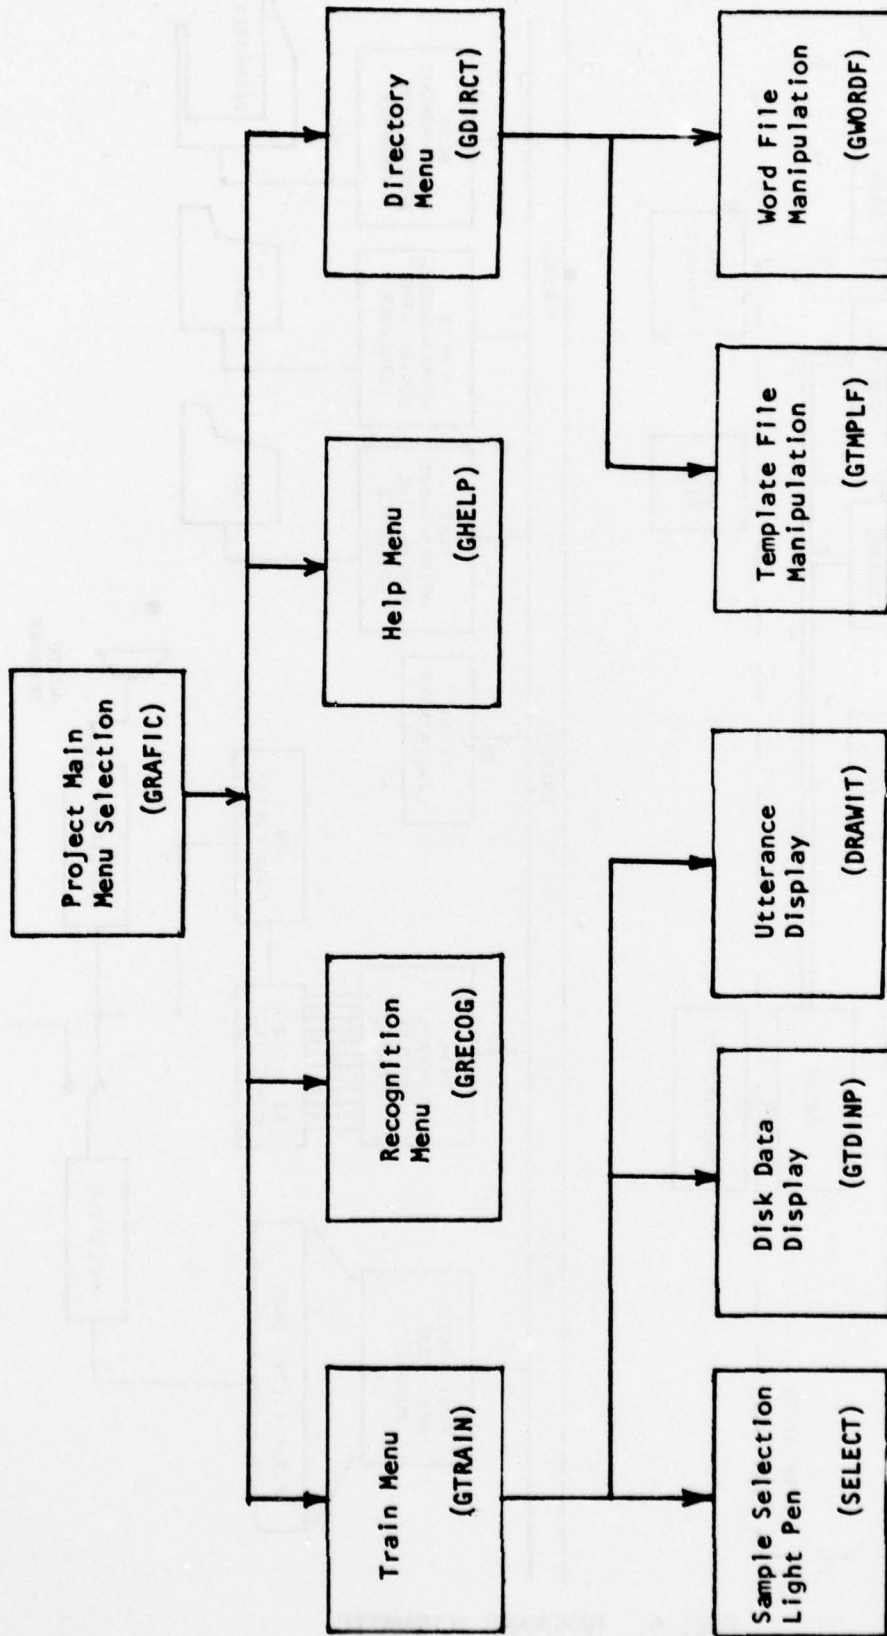 Project Main
Menu Selection
(GRAFIC)
Train Menu
(GTRAIN)
Recognition
Menu
(GRECOG)
Help Menu
(GHELP)
Directory
Menu
(GDIRCT)
Sample Selection
Light Pen
(SELECT)
Disk Data
Display
(GTDINP)
Utterance
Display
(DRAWIT)
Template File
Manipulation
(GTMPLF)
Word File
Manipulation
(GWORDF)